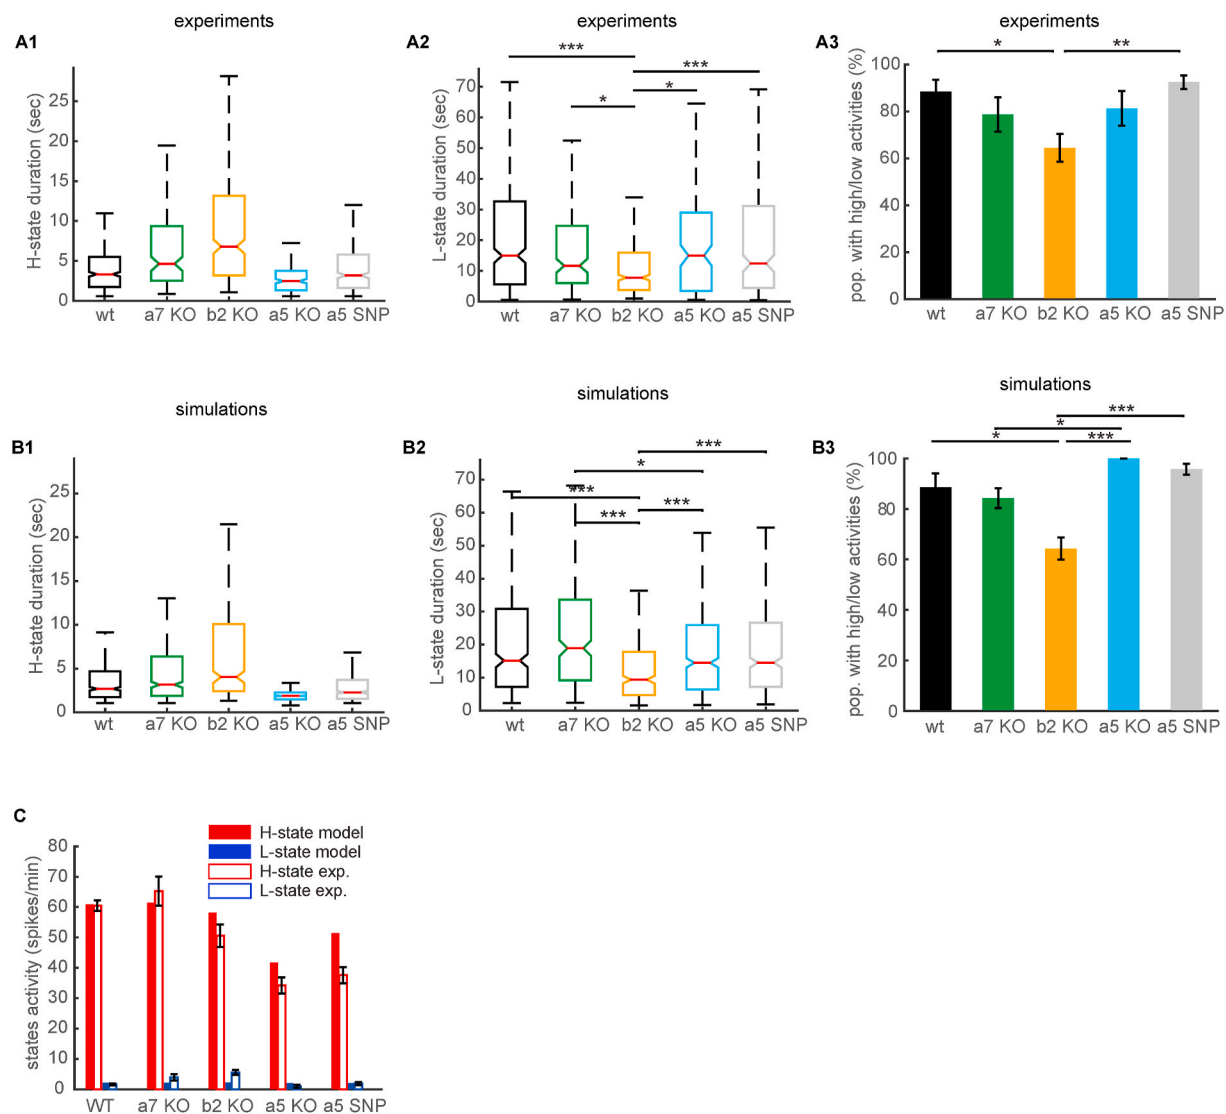 experiments
A1
H-state duration (sec)
25
20
15
10
5
0
wt a7 KO b2 KO a5 KO a5 SNP
experiments
A2
***
***
*
*
L-state duration (sec)
70
60
50
40
30
20
10
0
wt a7 KO b2 KO a5 KO a5 SNP
experiments
A3
* **
pop. with high/low activities (%)
100
80
60
40
20
0
wt a7 KO b2 KO a5 KO a5 SNP
simulations
B1
H-state duration (sec)
25
20
15
10
5
0
wt a7 KO b2 KO a5 KO a5 SNP
simulations
B2
***
*
***
***
***
L-state duration (sec)
70
60
50
40
30
20
10
0
wt a7 KO b2 KO a5 KO a5 SNP
simulations
B3
***
*
* ***
pop. with high/low activities (%)
100
80
60
40
20
0
wt a7 KO b2 KO a5 KO a5 SNP
C
H-state model
L-state model
H-state exp.
L-state exp.
states activity (spikes/min)
80
70
60
50
40
30
20
10
0
WT a7 KO b2 KO a5 KO a5 SNP